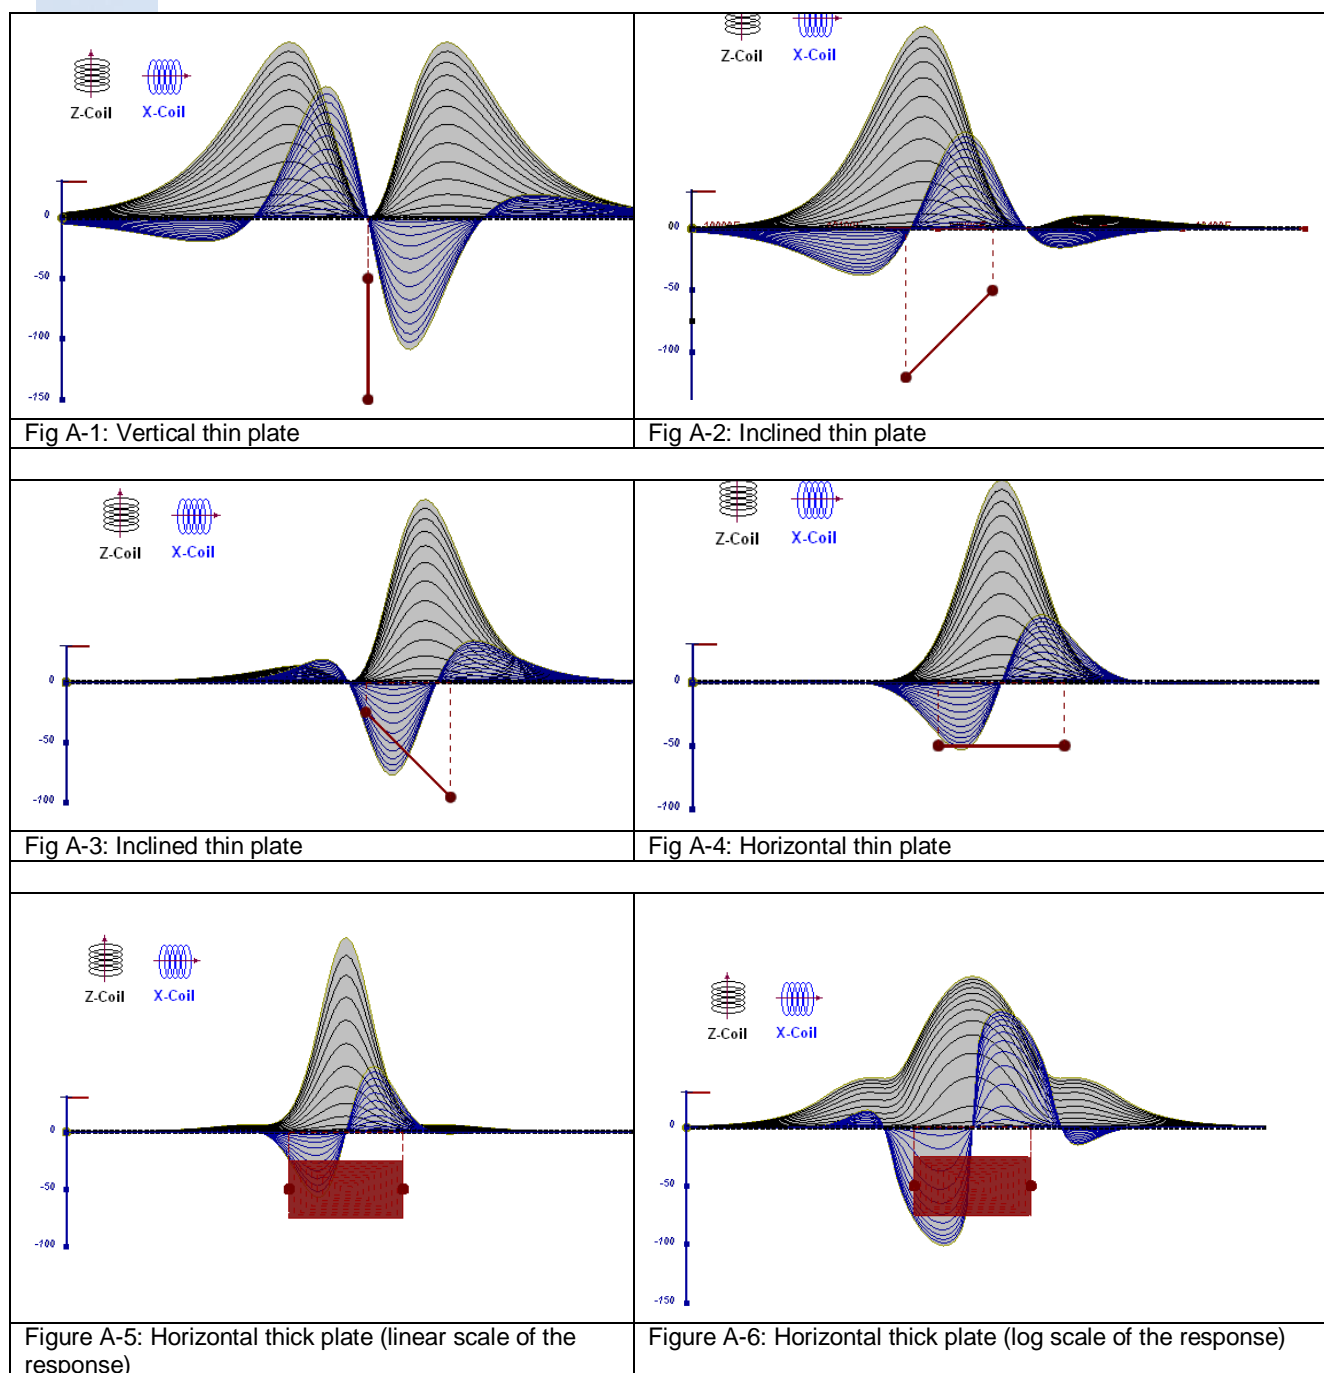 Z-Coil X-Coil
0
-50
-100
-150
Fig A-1: Vertical thin plate
Z-Coil X-Coil
00
-50
-100
Fig A-2: Inclined thin plate
Z-Coil X-Coil
0
-50
-100
Fig A-3: Inclined thin plate
Z-Coil X-Coil
0
-50
-100
Fig A-4: Horizontal thin plate
Z-Coil X-Coil
0
-50
-100
Figure A-5: Horizontal thick plate (linear scale of the
response)
Z-Coil X-Coil
0
-50
-100
-150
Figure A-6: Horizontal thick plate (log scale of the response)